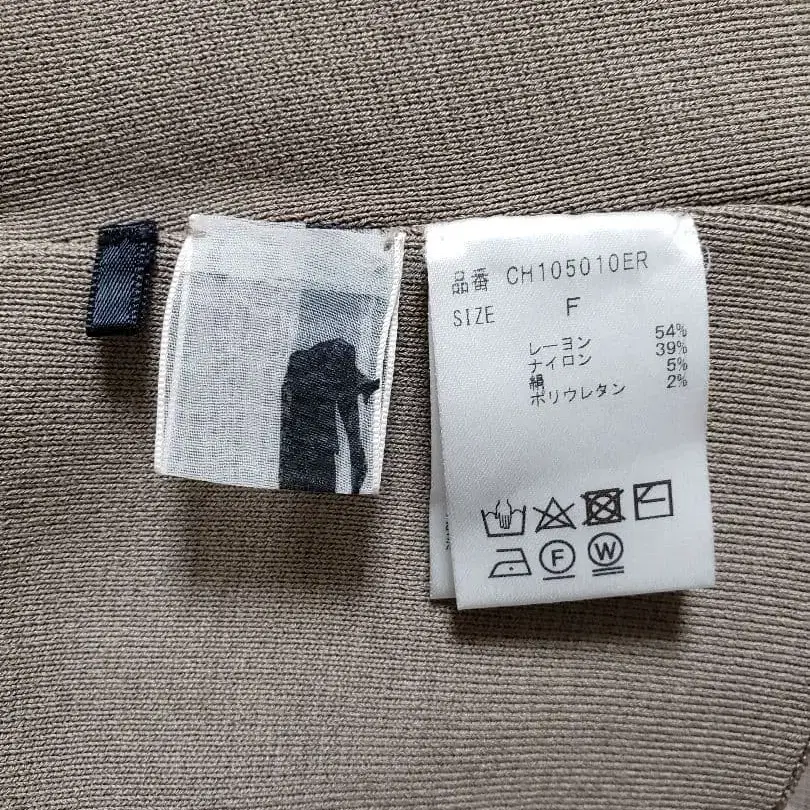 品番 CH105010ER
SIZE F
レーヨン 54%
ナイロン 39%
絹 5%
ポリウレタン 2%
F
W